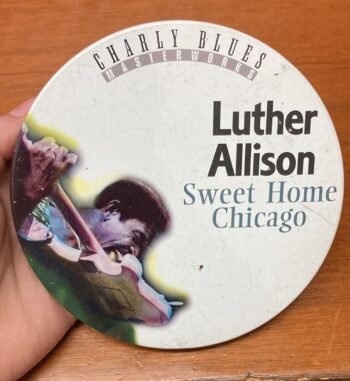 CHARLY BLUES
MASTERWORKS
Luther
Allison
Sweet Home
Chicago